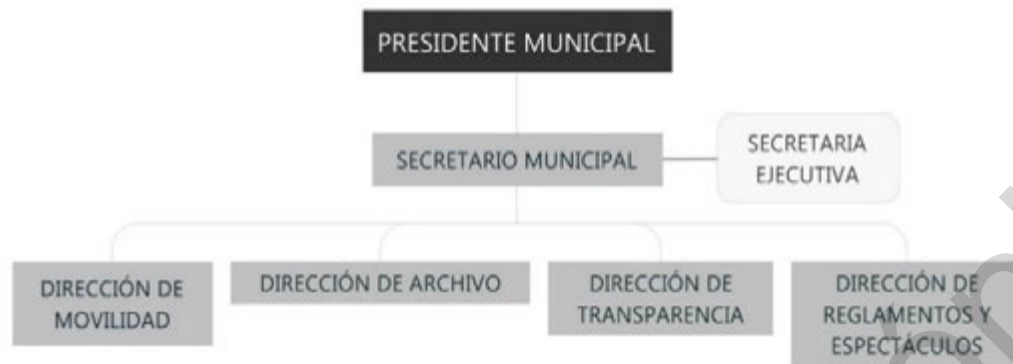 PRESIDENTE MUNICIPAL
SECRETARIO MUNICIPAL
SECRETARIA
EJECUTIVA
DIRECCIÓN DE
MOVILIDAD
DIRECCIÓN DE ARCHIVO
DIRECCIÓN DE
TRANSPARENCIA
DIRECCIÓN DE
REGLAMENTOS Y
ESPECTÁCULOS